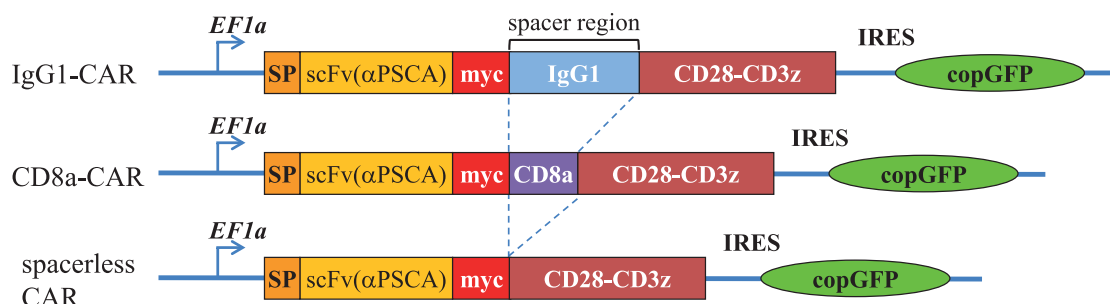 spacer region
EF1a IRES
IgG1-CAR SP scFv(αPSCA) myc IgG1 CD28-CD3z copGFP
EF1a IRES
CD8a-CAR SP scFv(αPSCA) myc CD8a CD28-CD3z copGFP
EF1a IRES
spacerless SP scFv(αPSCA) myc CD28-CD3z copGFP
CAR